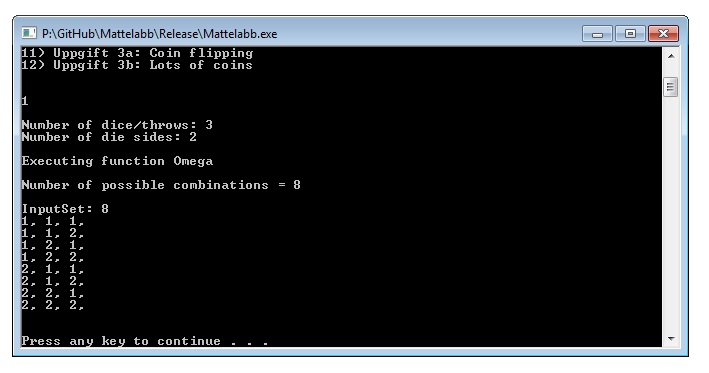 P:\GitHub\Mattelabb\Release\Mattelabb.exe
11) Uppgift 3a: Coin flipping
12) Uppgift 3b: Lots of coins
1
Number of dice/throws: 3
Number of die sides: 2
Executing function Omega
Number of possible combinations = 8
InputSet: 8
1, 1, 1,
1, 1, 2,
1, 2, 1,
1, 2, 2,
2, 1, 1,
2, 1, 2,
2, 2, 1,
2, 2, 2,
Press any key to continue . . .